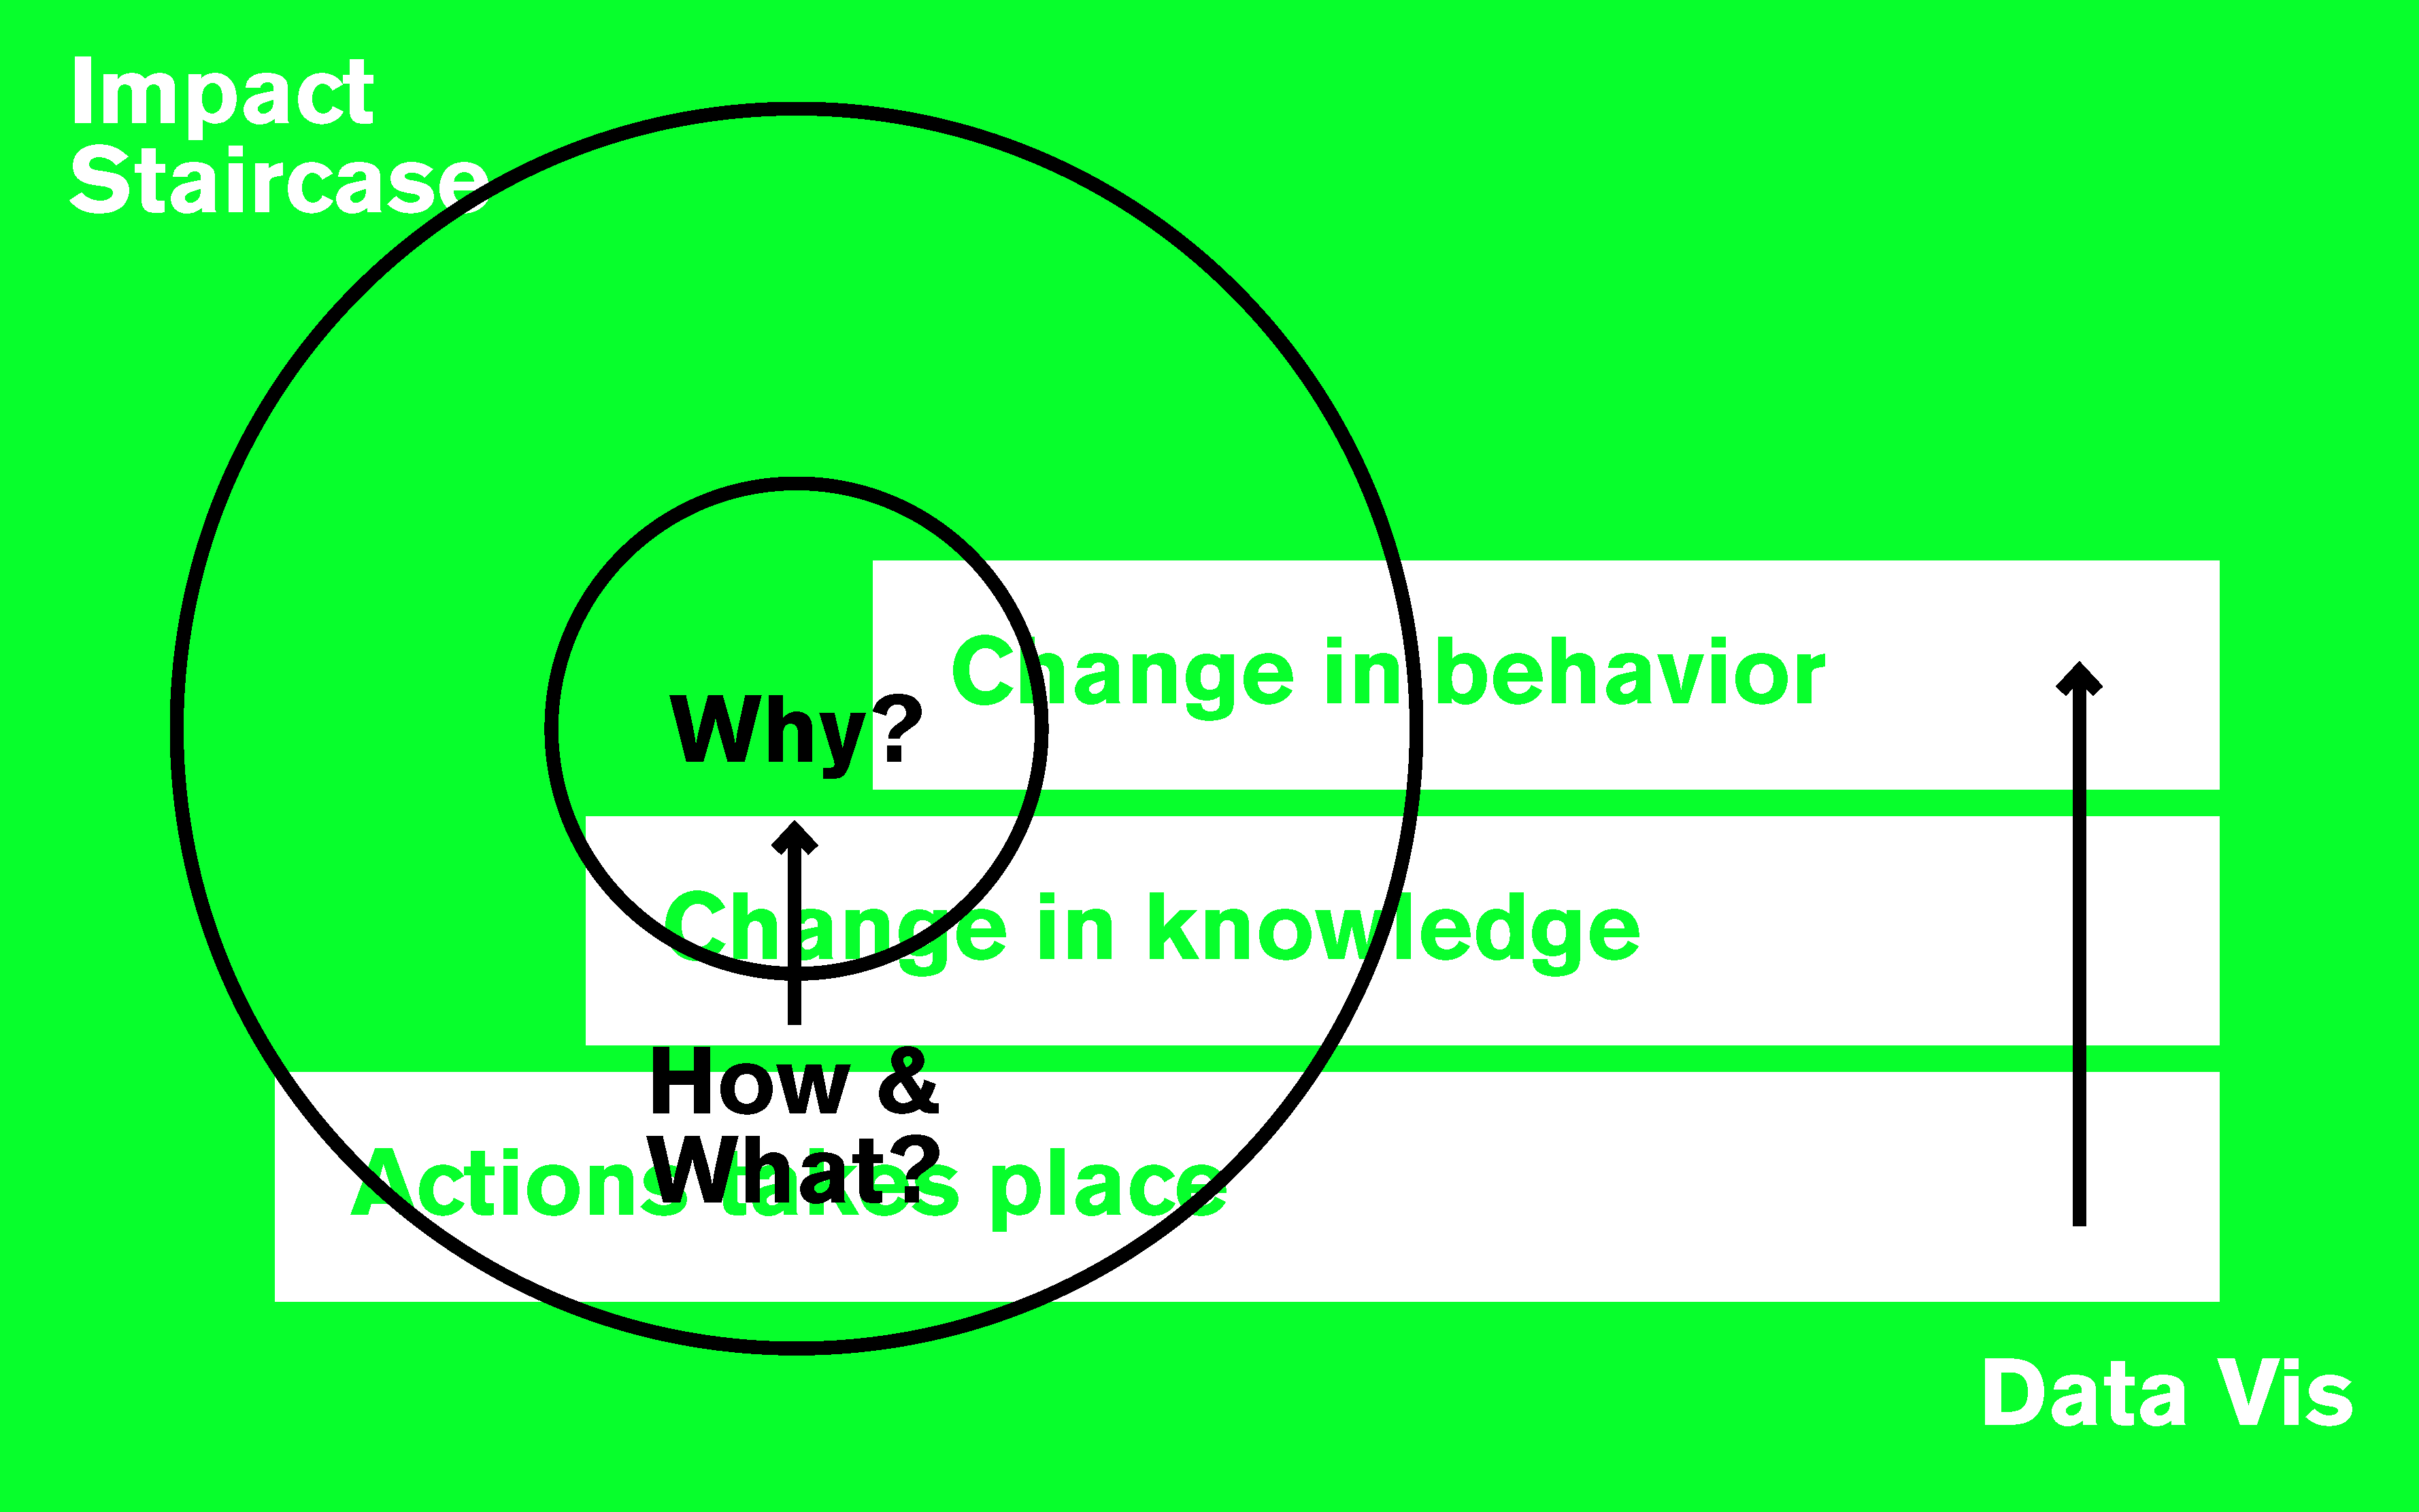 Impact
Staircase
Change in behavior
Why?
Change in knowledge
How &
What?
Actions takes place
Data Vis